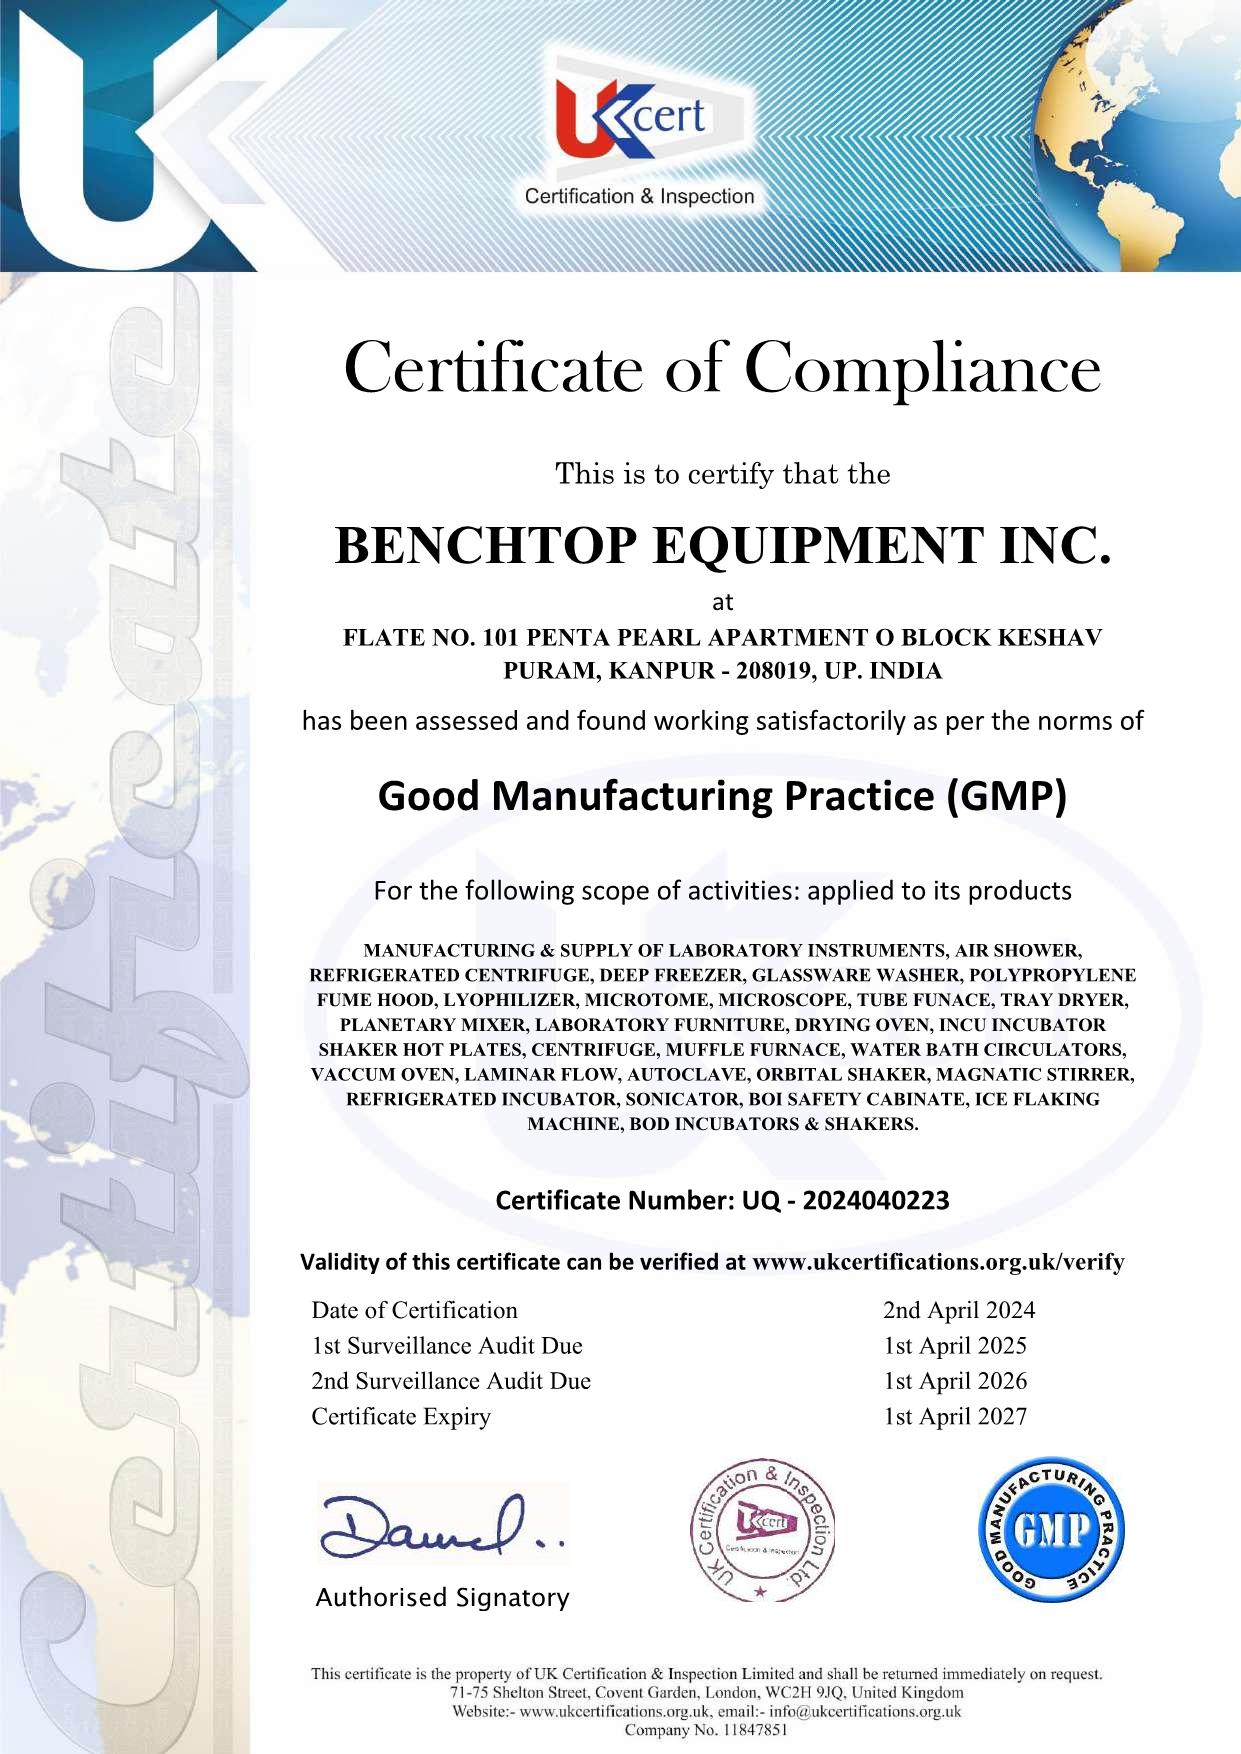 UK
UK cert
Certification & Inspection
Certificate
Certificate of Compliance
This is to certify that the
BENCHTOP EQUIPMENT INC.
at
FLATE NO. 101 PENTA PEARL APARTMENT O BLOCK KESHAV
PURAM, KANPUR - 208019, UP. INDIA
has been assessed and found working satisfactorily as per the norms of
Good Manufacturing Practice (GMP)
For the following scope of activities: applied to its products
MANUFACTURING & SUPPLY OF LABORATORY INSTRUMENTS, AIR SHOWER,
REFRIGERATED CENTRIFUGE, DEEP FREEZER, GLASSWARE WASHER, POLYPROPYLENE
FUME HOOD, LYOPHILIZER, MICROTOME, MICROSCOPE, TUBE FUNACE, TRAY DRYER,
PLANETARY MIXER, LABORATORY FURNITURE, DRYING OVEN, INCU INCUBATOR
SHAKER HOT PLATES, CENTRIFUGE, MUFFLE FURNACE, WATER BATH CIRCULATORS,
VACCUM OVEN, LAMINAR FLOW, AUTOCLAVE, ORBITAL SHAKER, MAGNATIC STIRRER,
REFRIGERATED INCUBATOR, SONICATOR, BOI SAFETY CABINATE, ICE FLAKING
MACHINE, BOD INCUBATORS & SHAKERS.
Certificate Number: UQ - 2024040223
Validity of this certificate can be verified at www.ukcertifications.org.uk/verify
Date of Certification 2nd April 2024
1st Surveillance Audit Due 1st April 2025
2nd Surveillance Audit Due 1st April 2026
Certificate Expiry 1st April 2027
Authorised Signatory
UK Certification & Inspection Ltd.
UK cert
Certification & Inspection
GOOD MANUFACTURING PRACTICE
GMP
This certificate is the property of UK Certification & Inspection Limited and shall be returned immediately on request.
71-75 Shelton Street, Covent Garden, London, WC2H 9JQ, United Kingdom
Website:- www.ukcertifications.org.uk, email:- info@ukcertifications.org.uk
Company No. 11847851